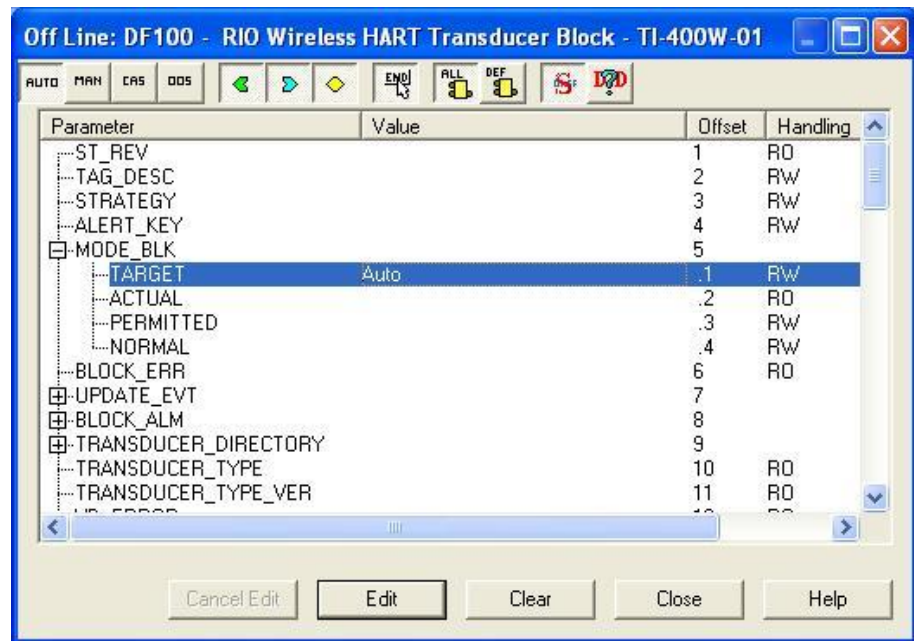 Off Line: DF100 - RIO Wireless HART Transducer Block - TI-400W-01
AUTO MAN CAS OOS END ALL DEF
Parameter Value Offset Handling
ST_REV 1 RO
TAG_DESC 2 RW
STRATEGY 3 RW
ALERT_KEY 4 RW
MODE_BLK 5
TARGET Auto .1 RW
ACTUAL .2 RO
PERMITTED .3 RW
NORMAL .4 RW
BLOCK_ERR 6 RO
UPDATE_EVT 7
BLOCK_ALM 8
TRANSDUCER_DIRECTORY 9
TRANSDUCER_TYPE 10 RO
TRANSDUCER_TYPE_VER 11 RO
Cancel Edit Edit Clear Close Help